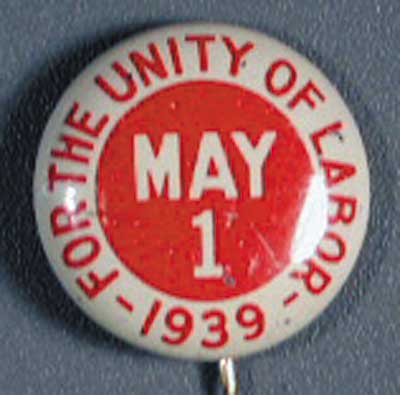 FOR THE UNITY OF LABOR
MAY
1
- 1939 -